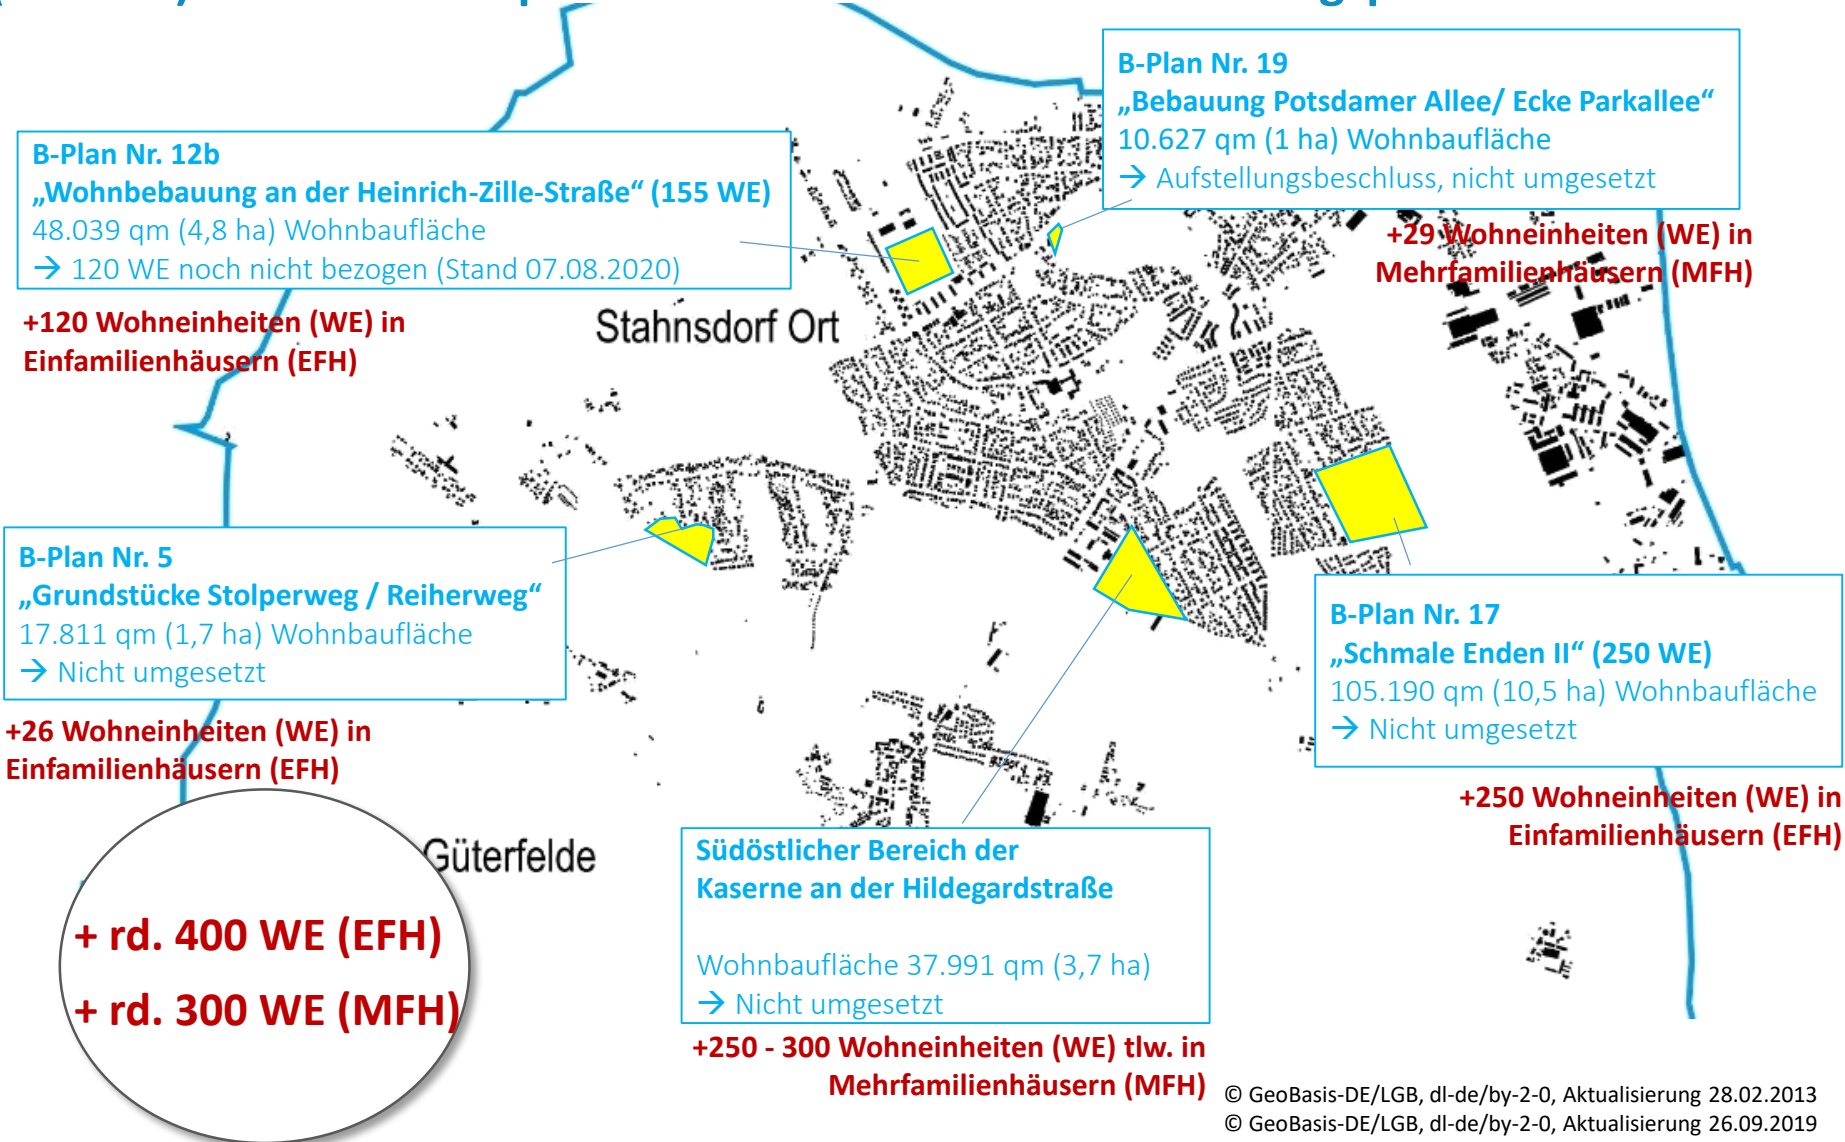 B-Plan Nr. 19
„Bebauung Potsdamer Allee/ Ecke Parkallee“
10.627 qm (1 ha) Wohnbaufläche
→ Aufstellungsbeschluss, nicht umgesetzt
+29 Wohneinheiten (WE) in
Mehrfamilienhäusern (MFH)
B-Plan Nr. 12b
„Wohnbebauung an der Heinrich-Zille-Straße“ (155 WE)
48.039 qm (4,8 ha) Wohnbaufläche
→ 120 WE noch nicht bezogen (Stand 07.08.2020)
+120 Wohneinheiten (WE) in
Einfamilienhäusern (EFH)
Stahnsdorf Ort
B-Plan Nr. 5
„Grundstücke Stolperweg / Reiherweg“
17.811 qm (1,7 ha) Wohnbaufläche
→ Nicht umgesetzt
+26 Wohneinheiten (WE) in
Einfamilienhäusern (EFH)
B-Plan Nr. 17
„Schmale Enden II“ (250 WE)
105.190 qm (10,5 ha) Wohnbaufläche
→ Nicht umgesetzt
+250 Wohneinheiten (WE) in
Einfamilienhäusern (EFH)
Güterfelde
+ rd. 400 WE (EFH)
+ rd. 300 WE (MFH)
Südöstlicher Bereich der
Kaserne an der Hildegardstraße
Wohnbaufläche 37.991 qm (3,7 ha)
→ Nicht umgesetzt
+250 - 300 Wohneinheiten (WE) tlw. in
Mehrfamilienhäusern (MFH)
© GeoBasis-DE/LGB, dl-de/by-2-0, Aktualisierung 28.02.2013
© GeoBasis-DE/LGB, dl-de/by-2-0, Aktualisierung 26.09.2019